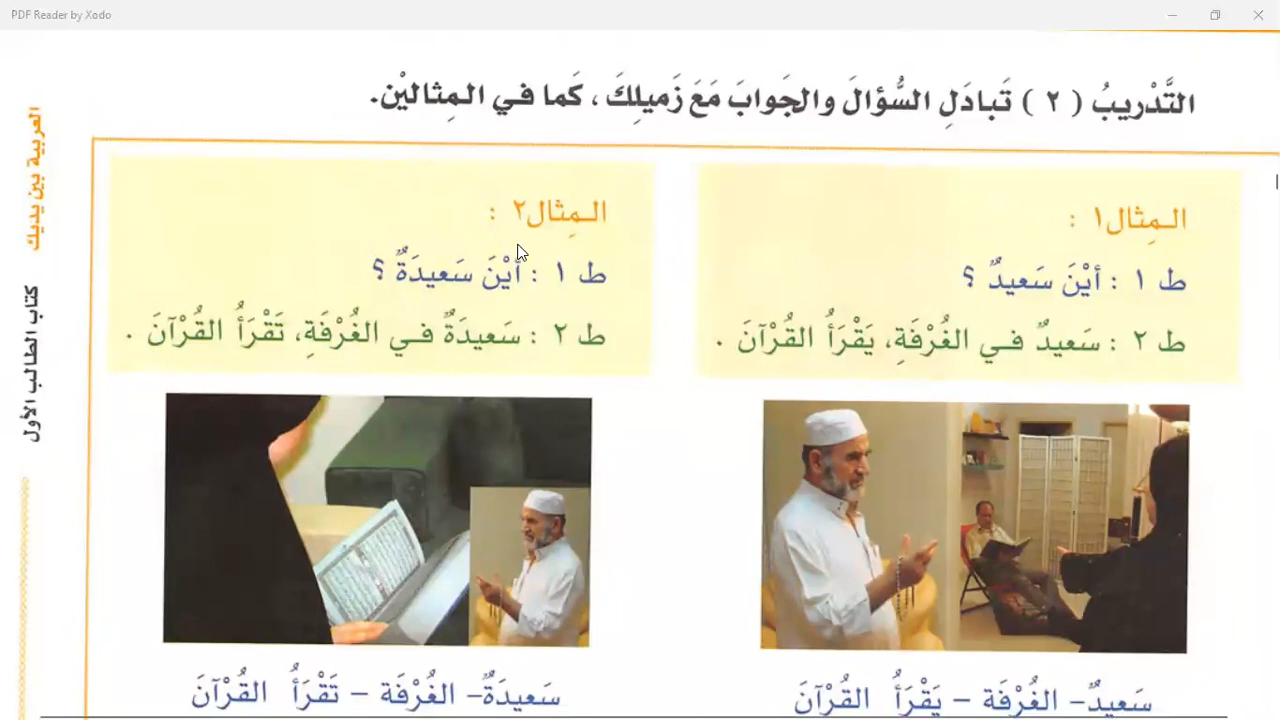 PDF Reader by Xodo
التَّدْريبُ ( ٢ ) تَبادَلِ السُّؤالَ والجَوابَ مَعَ زَميلِكَ ، كَما في المِثالَيْن.
المِثال١ :
ط ١ : أيْنَ سَعيدٌ ؟
ط ٢ : سَعيدٌ في الغُرْفَةِ، يَقْرَأُ القُرْآنَ .
المِثال٢ :
ط ١ : أيْنَ سَعيدَةٌ ؟
ط ٢ : سَعيدَةٌ في الغُرْفَةِ، تَقْرَأُ القُرْآنَ .
سَعيدٌ- الغُرْفَة – يَقْرَأُ القُرْآنَ
سَعيدَةٌ- الغُرْفَة – تَقْرَأُ القُرْآنَ
العربية بين يديك
كتاب الطالب الأول